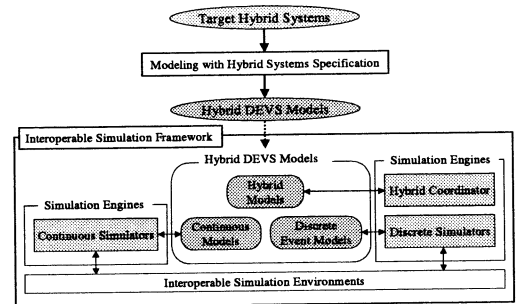 Target Hybrid Systems
Modeling with Hybrid Systems Specification
Hybrid DEVS Models
Interoperable Simulation Framework
Hybrid DEVS Models
Simulation Engines
Hybrid
Models
Hybrid Coordinator
Simulation Engines
Continuous Simulators
Continuous
Models
Discrete
Event Models
Discrete Simulators
Interoperable Simulation Environments